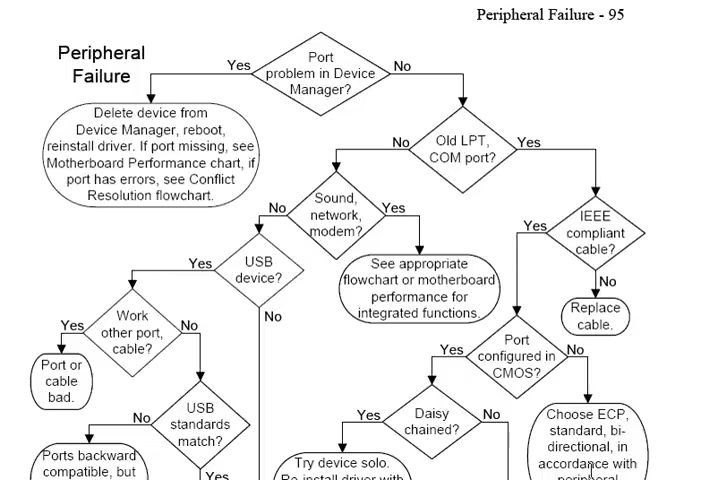 Peripheral Failure - 95
Peripheral
Failure
Yes
Port
problem in Device
Manager?
No
Delete device from
Device Manager, reboot,
reinstall driver. If port missing, see
Motherboard Performance chart, if
port has errors, see Conflict
Resolution flowchart.
No
Old LPT,
COM port?
Yes
No
Sound,
network,
modem?
Yes
Yes
IEEE
compliant
cable?
No
Replace
cable.
See appropriate
flowchart or motherboard
performance for
integrated functions.
Yes
USB
device?
No
Yes
Work
other port,
cable?
No
Port or
cable
bad.
Yes
Port
configured in
CMOS?
No
No
USB
standards
match?
Yes
Yes
Daisy
chained?
No
Choose ECP,
standard, bi-
directional, in
accordance with
peripheral
Ports backward
compatible, but
Try device solo.
Re-install driver with